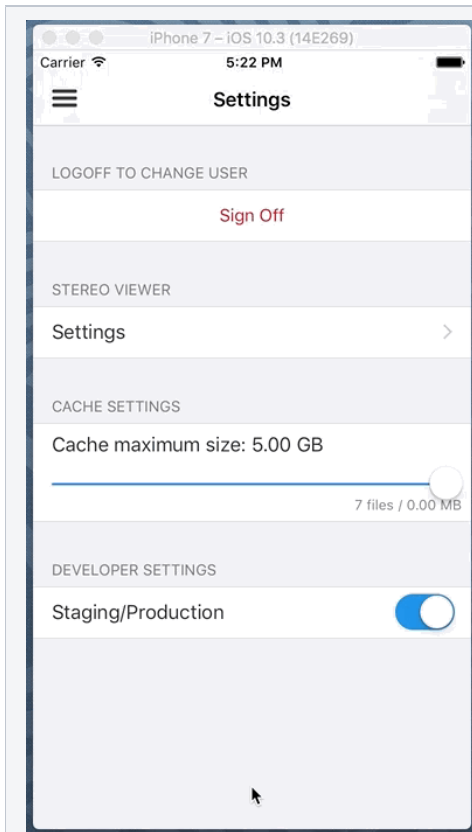 iPhone 7 – iOS 10.3 (14E269)
Carrier 5:22 PM
Settings
LOGOFF TO CHANGE USER
Sign Off
STEREO VIEWER
Settings
CACHE SETTINGS
Cache maximum size: 5.00 GB
7 files / 0.00 MB
DEVELOPER SETTINGS
Staging/Production